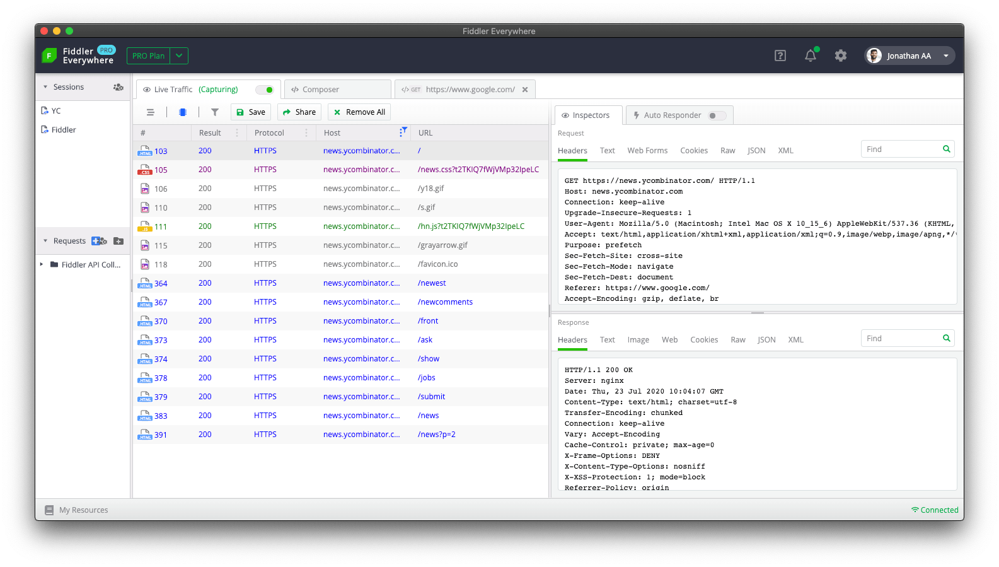 Fiddler Everywhere
Fiddler PRO
Everywhere
PRO Plan
Jonathan AA
Sessions
YC
Fiddler
Requests
Fiddler API Coll...
Live Traffic (Capturing)
Composer
GET https://www.google.com/
Save
Share
Remove All
# Result Protocol Host URL
HTML 103 200 HTTPS news.ycombinator.c... /
.CSS 105 200 HTTPS news.ycombinator.c... /news.css?t2TKIQ7fWjVMp32IpeLC
106 200 HTTPS news.ycombinator.c... /y18.gif
110 200 HTTPS news.ycombinator.c... /s.gif
.JS 111 200 HTTPS news.ycombinator.c... /hn.js?t2TKIQ7fWjVMp32IpeLC
115 200 HTTPS news.ycombinator.c... /grayarrow.gif
118 200 HTTPS news.ycombinator.c... /favicon.ico
.HTML 364 200 HTTPS news.ycombinator.c... /newest
.HTML 367 200 HTTPS news.ycombinator.c... /newcomments
.HTML 370 200 HTTPS news.ycombinator.c... /front
.HTML 373 200 HTTPS news.ycombinator.c... /ask
.HTML 374 200 HTTPS news.ycombinator.c... /show
.HTML 378 200 HTTPS news.ycombinator.c... /jobs
.HTML 379 200 HTTPS news.ycombinator.c... /submit
.HTML 383 200 HTTPS news.ycombinator.c... /news
.HTML 391 200 HTTPS news.ycombinator.c... /news?p=2
Inspectors
Auto Responder
Request
Headers Text Web Forms Cookies Raw JSON XML
Find
GET https://news.ycombinator.com/ HTTP/1.1
Host: news.ycombinator.com
Connection: keep-alive
Upgrade-Insecure-Requests: 1
User-Agent: Mozilla/5.0 (Macintosh; Intel Mac OS X 10_15_6) AppleWebKit/537.36 (KHTML,
Accept: text/html,application/xhtml+xml,application/xml;q=0.9,image/webp,image/apng,*/*
Purpose: prefetch
Sec-Fetch-Site: cross-site
Sec-Fetch-Mode: navigate
Sec-Fetch-Dest: document
Referer: https://www.google.com/
Accept-Encoding: gzip, deflate, br
Response
Headers Text Image Web Cookies Raw JSON XML
Find
HTTP/1.1 200 OK
Server: nginx
Date: Thu, 23 Jul 2020 10:04:07 GMT
Content-Type: text/html; charset=utf-8
Transfer-Encoding: chunked
Connection: keep-alive
Vary: Accept-Encoding
Cache-Control: private; max-age=0
X-Frame-Options: DENY
X-Content-Type-Options: nosniff
X-XSS-Protection: 1; mode=block
Referrer-Policy: origin
My Resources
Connected